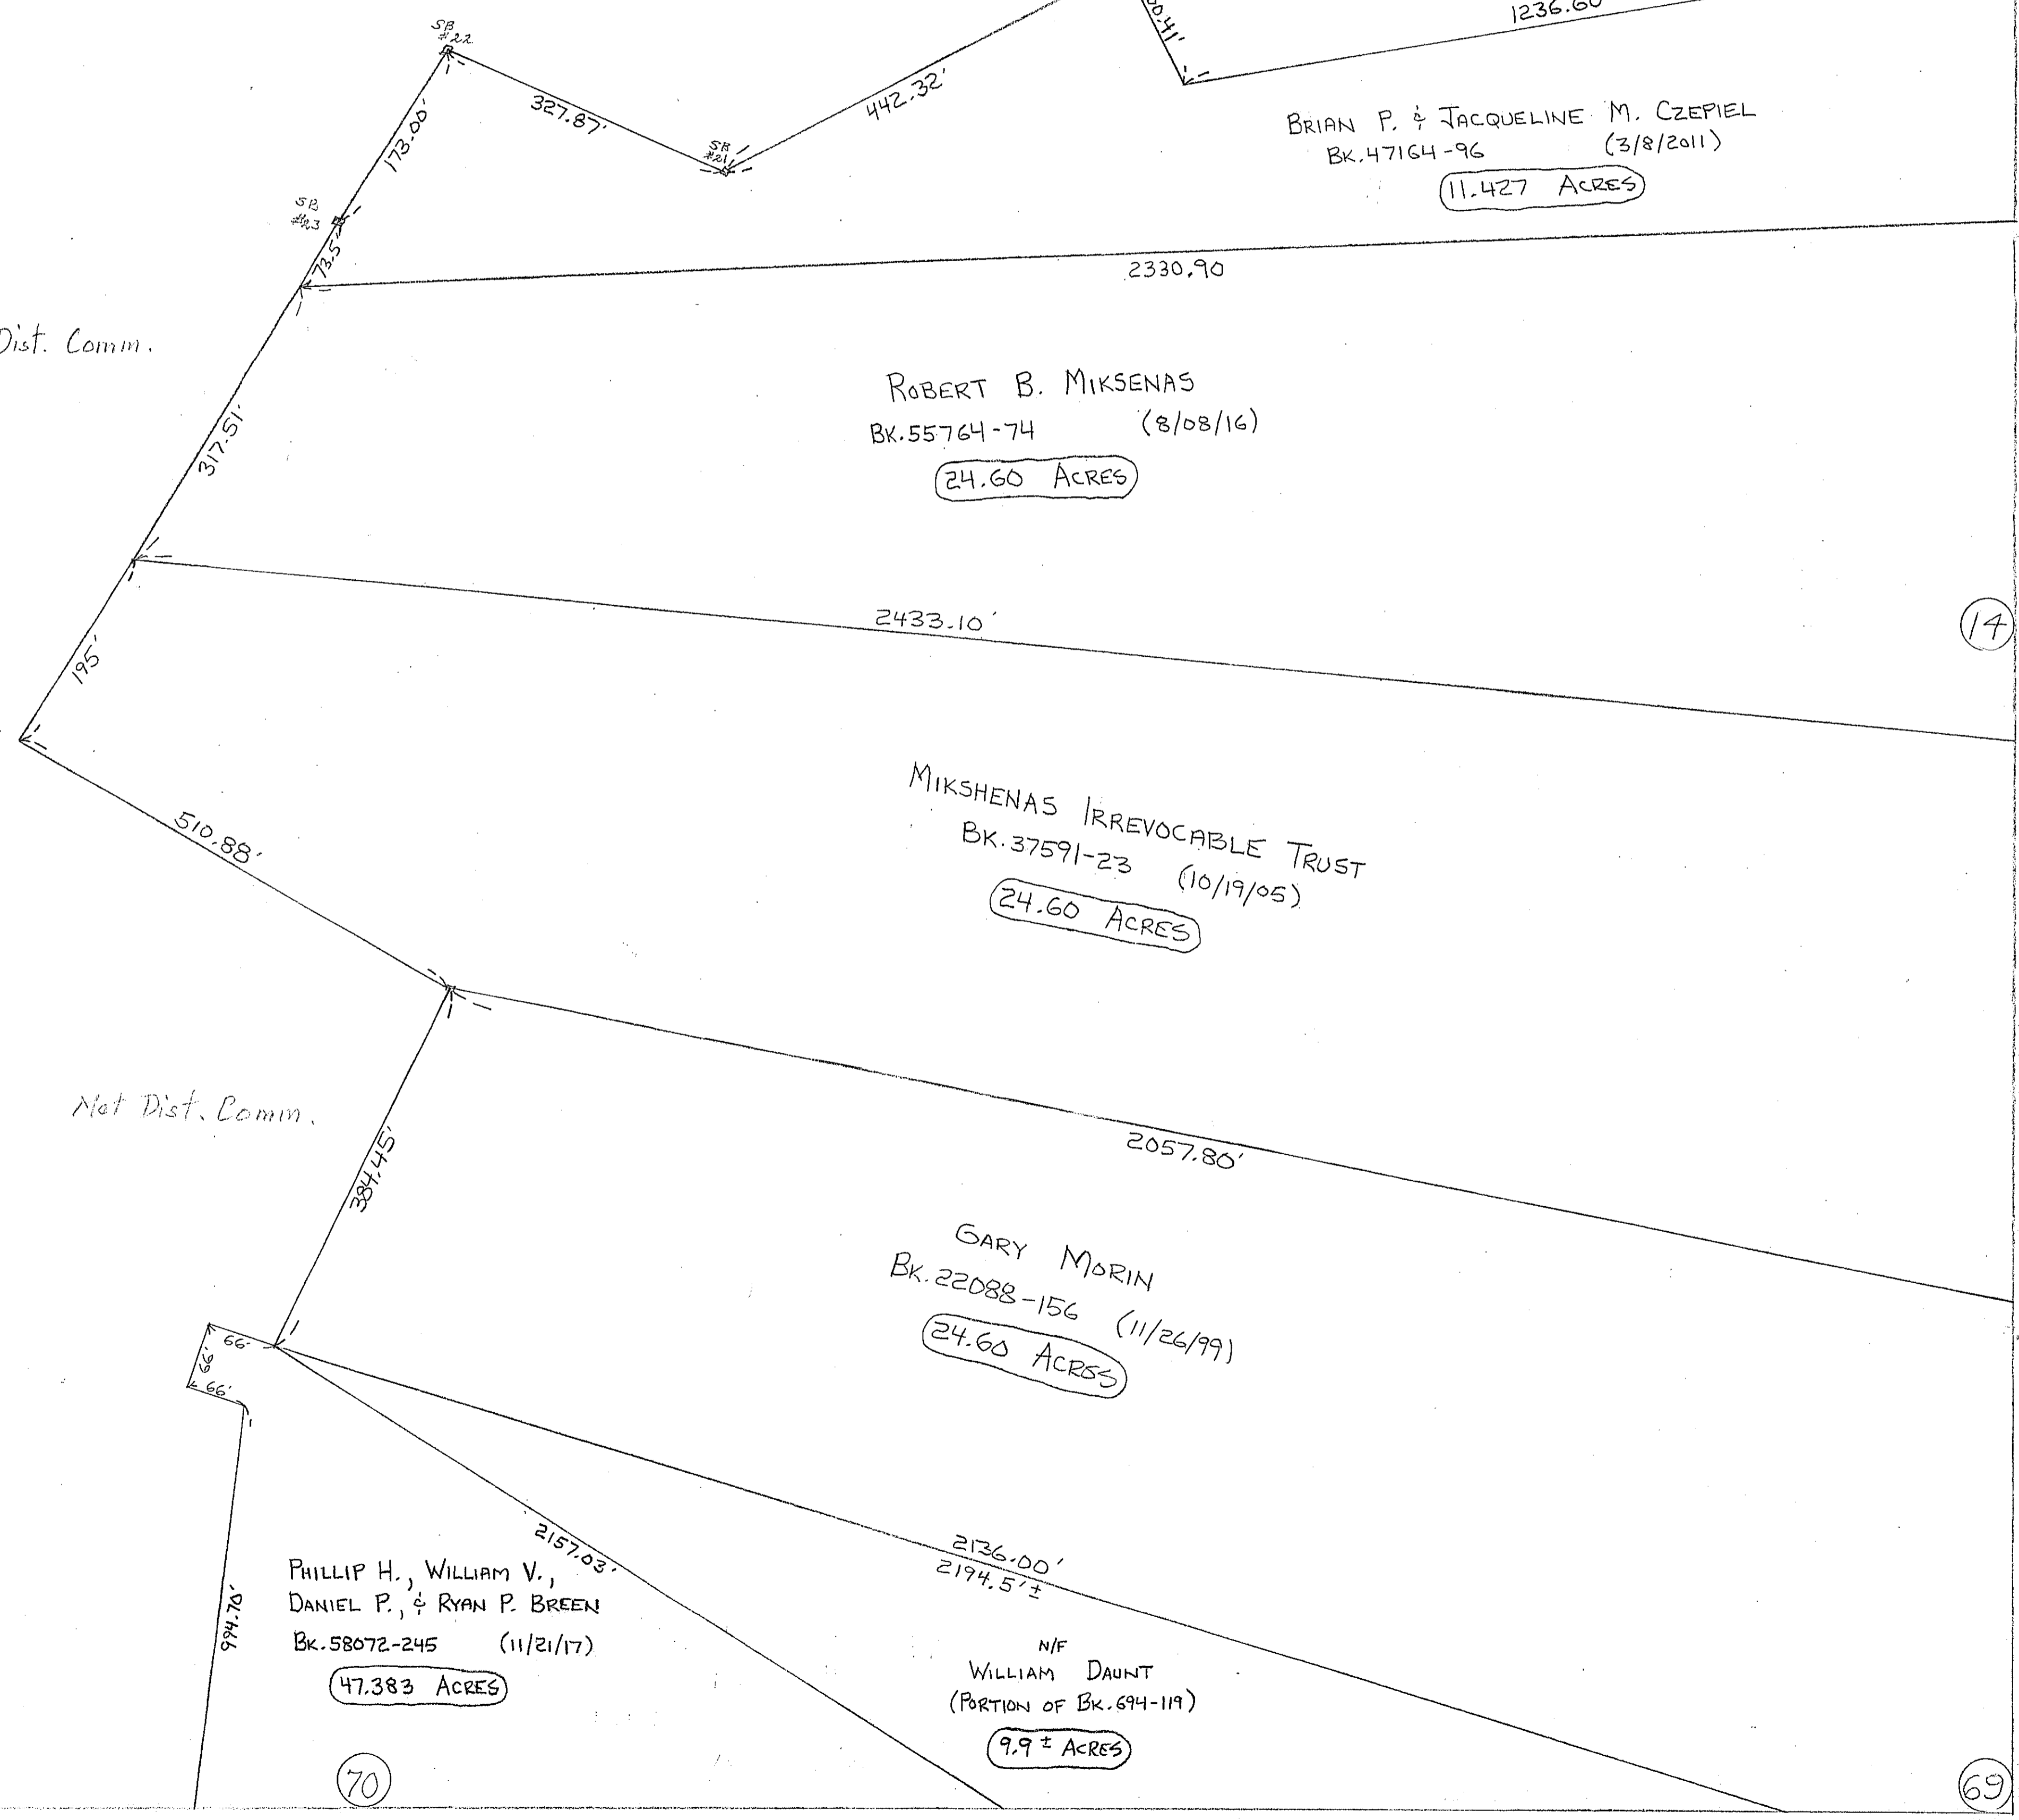 SB
#22
00.41'
1236.60
173.00'
327.87'
442.32'
SB
#21
BRIAN P. & JACQUELINE M. CZEPIEL
BK.47164-96 (3/8/2011)
11.427 ACRES
SB
#23
73.5'
2330.90
Dist. Comm.
ROBERT B. MIKSENAS
BK.55764-74 (8/08/16)
24.60 ACRES
317.51'
2433.10'
14
195'
MIKSHENAS IRREVOCABLE TRUST
BK.37591-23 (10/19/05)
24.60 ACRES
510.88'
Met Dist. Comm.
2057.80'
384.45'
GARY MORIN
BK.22088-156 (11/26/99)
24.60 ACRES
66'
66'
66'
2157.03'
2136.00'
2194.5'±
994.70'
PHILLIP H., WILLIAM V.,
DANIEL P., & RYAN P. BREEN
BK.58072-245 (11/21/17)
47.383 ACRES
N/F
WILLIAM DAUNT
(PORTION OF BK.694-119)
9.9± ACRES
70
69